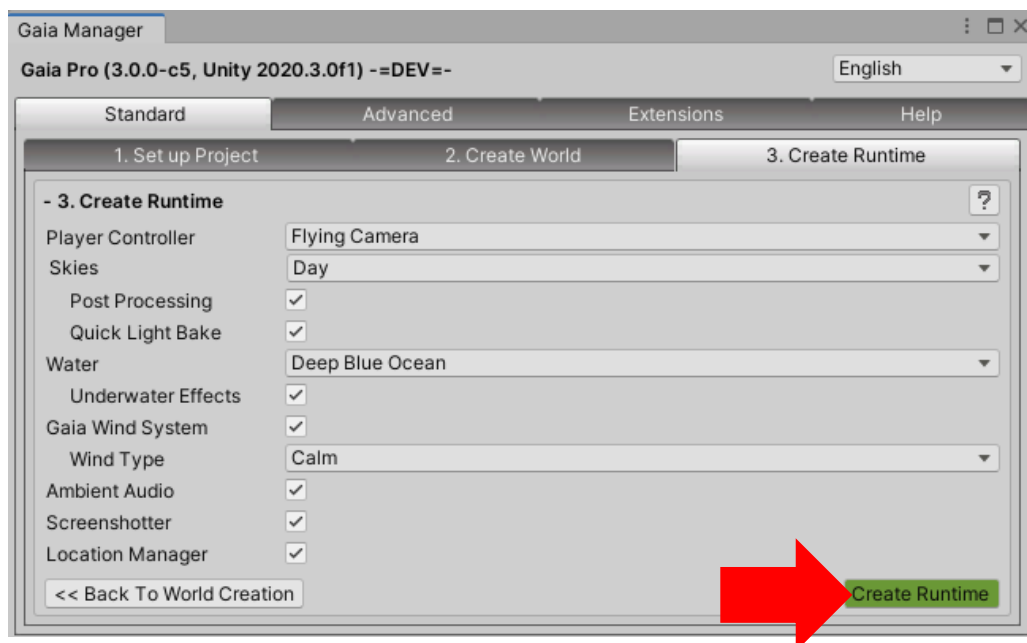 Gaia Manager
Gaia Pro (3.0.0-c5, Unity 2020.3.0f1) -=DEV=- English
Standard Advanced Extensions Help
1. Set up Project 2. Create World 3. Create Runtime
- 3. Create Runtime ?
Player Controller Flying Camera
Skies Day
Post Processing
Quick Light Bake
Water Deep Blue Ocean
Underwater Effects
Gaia Wind System
Wind Type Calm
Ambient Audio
Screenshotter
Location Manager
<< Back To World Creation Create Runtime